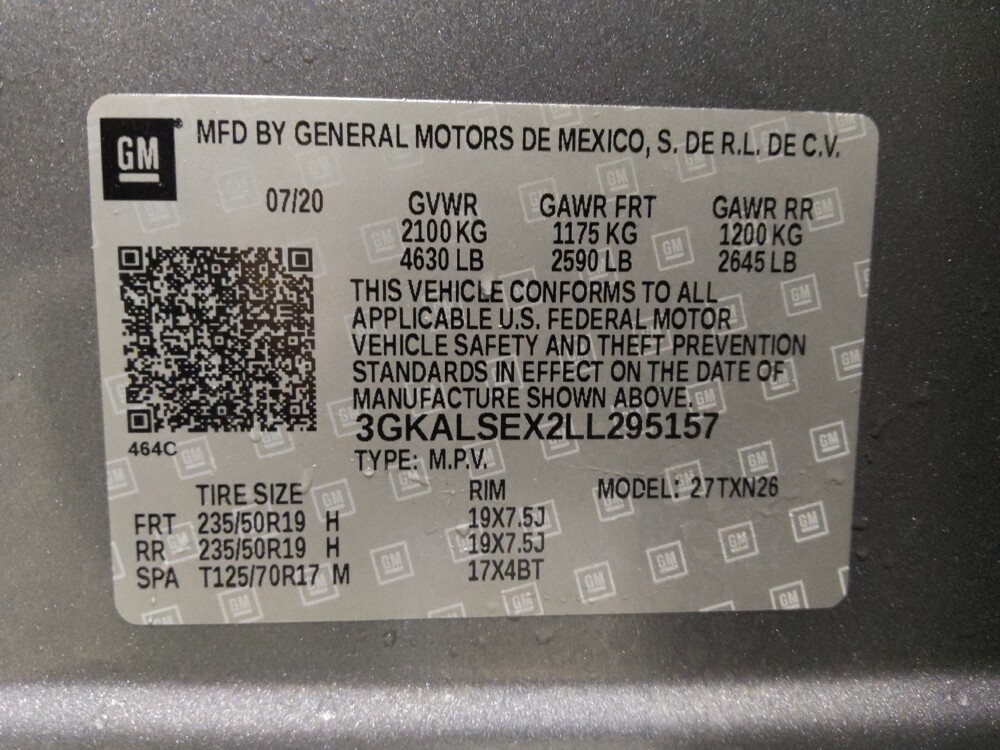 GM
MFD BY GENERAL MOTORS DE MEXICO, S. DE R.L. DE C.V.
07/20 GVWR GAWR FRT GAWR RR
2100 KG 1175 KG 1200 KG
4630 LB 2590 LB 2645 LB
THIS VEHICLE CONFORMS TO ALL
APPLICABLE U.S. FEDERAL MOTOR
VEHICLE SAFETY AND THEFT PREVENTION
STANDARDS IN EFFECT ON THE DATE OF
MANUFACTURE SHOWN ABOVE.
3GKALSEX2LL295157
464C
TYPE: M.P.V.
TIRE SIZE RIM MODEL: 27TXN26
FRT 235/50R19 H 19X7.5J
RR 235/50R19 H 19X7.5J
SPA T125/70R17 M 17X4BT